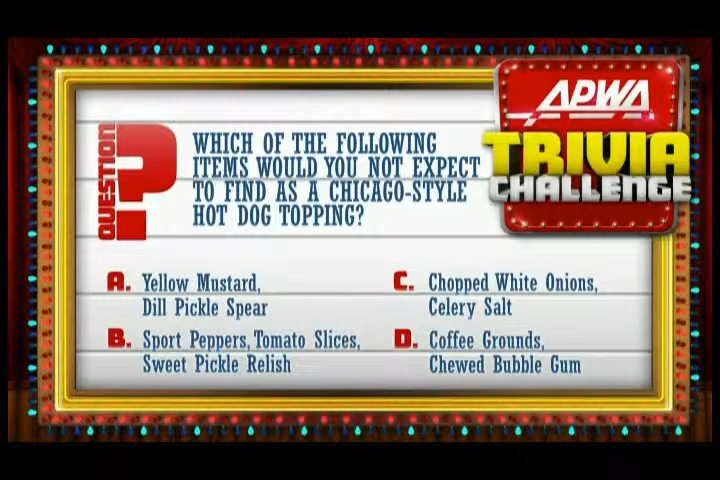 APWA
TRIVIA
CHALLENGE
QUESTION
?
WHICH OF THE FOLLOWING
ITEMS WOULD YOU NOT EXPECT
TO FIND AS A CHICAGO-STYLE
HOT DOG TOPPING?
A. Yellow Mustard,
Dill Pickle Spear
B. Sport Peppers, Tomato Slices,
Sweet Pickle Relish
C. Chopped White Onions,
Celery Salt
D. Coffee Grounds,
Chewed Bubble Gum